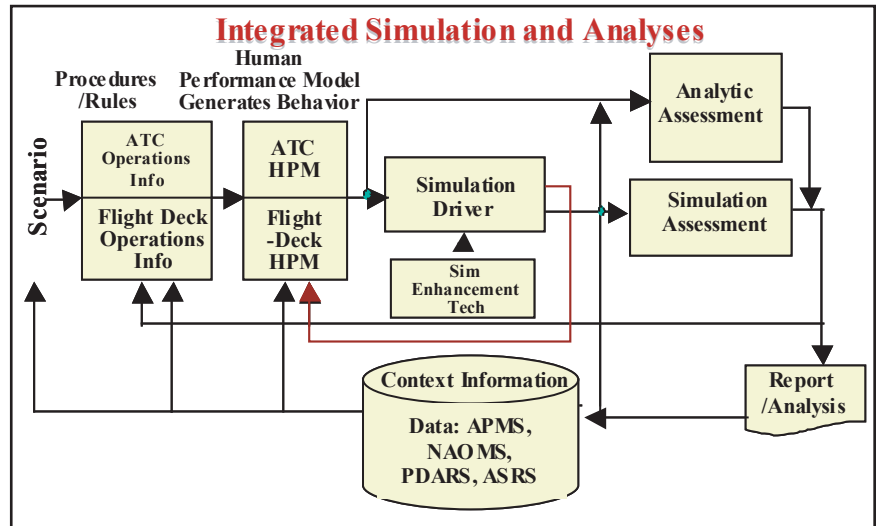 Integrated Simulation and Analyses
Procedures
/Rules
Human
Performance Model
Generates Behavior
Scenario
ATC
Operations
Info
Flight Deck
Operations
Info
ATC
HPM
Flight
-Deck
HPM
Simulation
Driver
Sim
Enhancement
Tech
Analytic
Assessment
Simulation
Assessment
Report
/Analysis
Context Information
Data: APMS,
NAOMS,
PDARS, ASRS